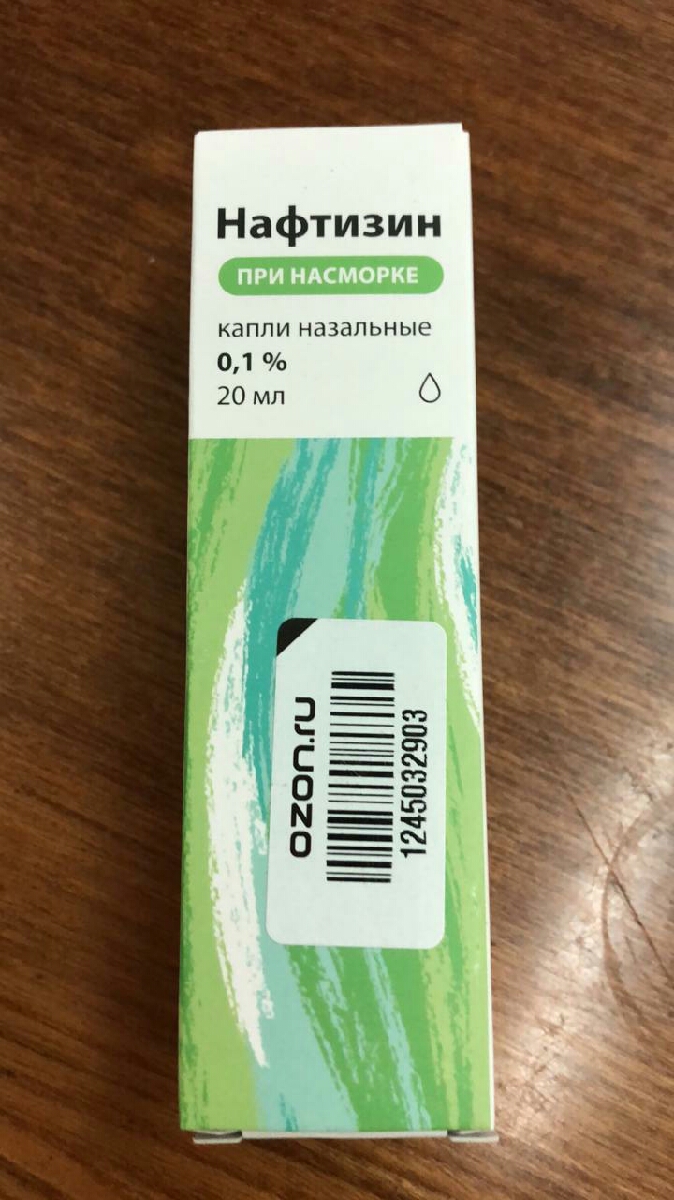 Нафтизин
ПРИ НАСМОРКЕ
капли назальные
0,1 %
20 мл
ozon.ru
1245032903